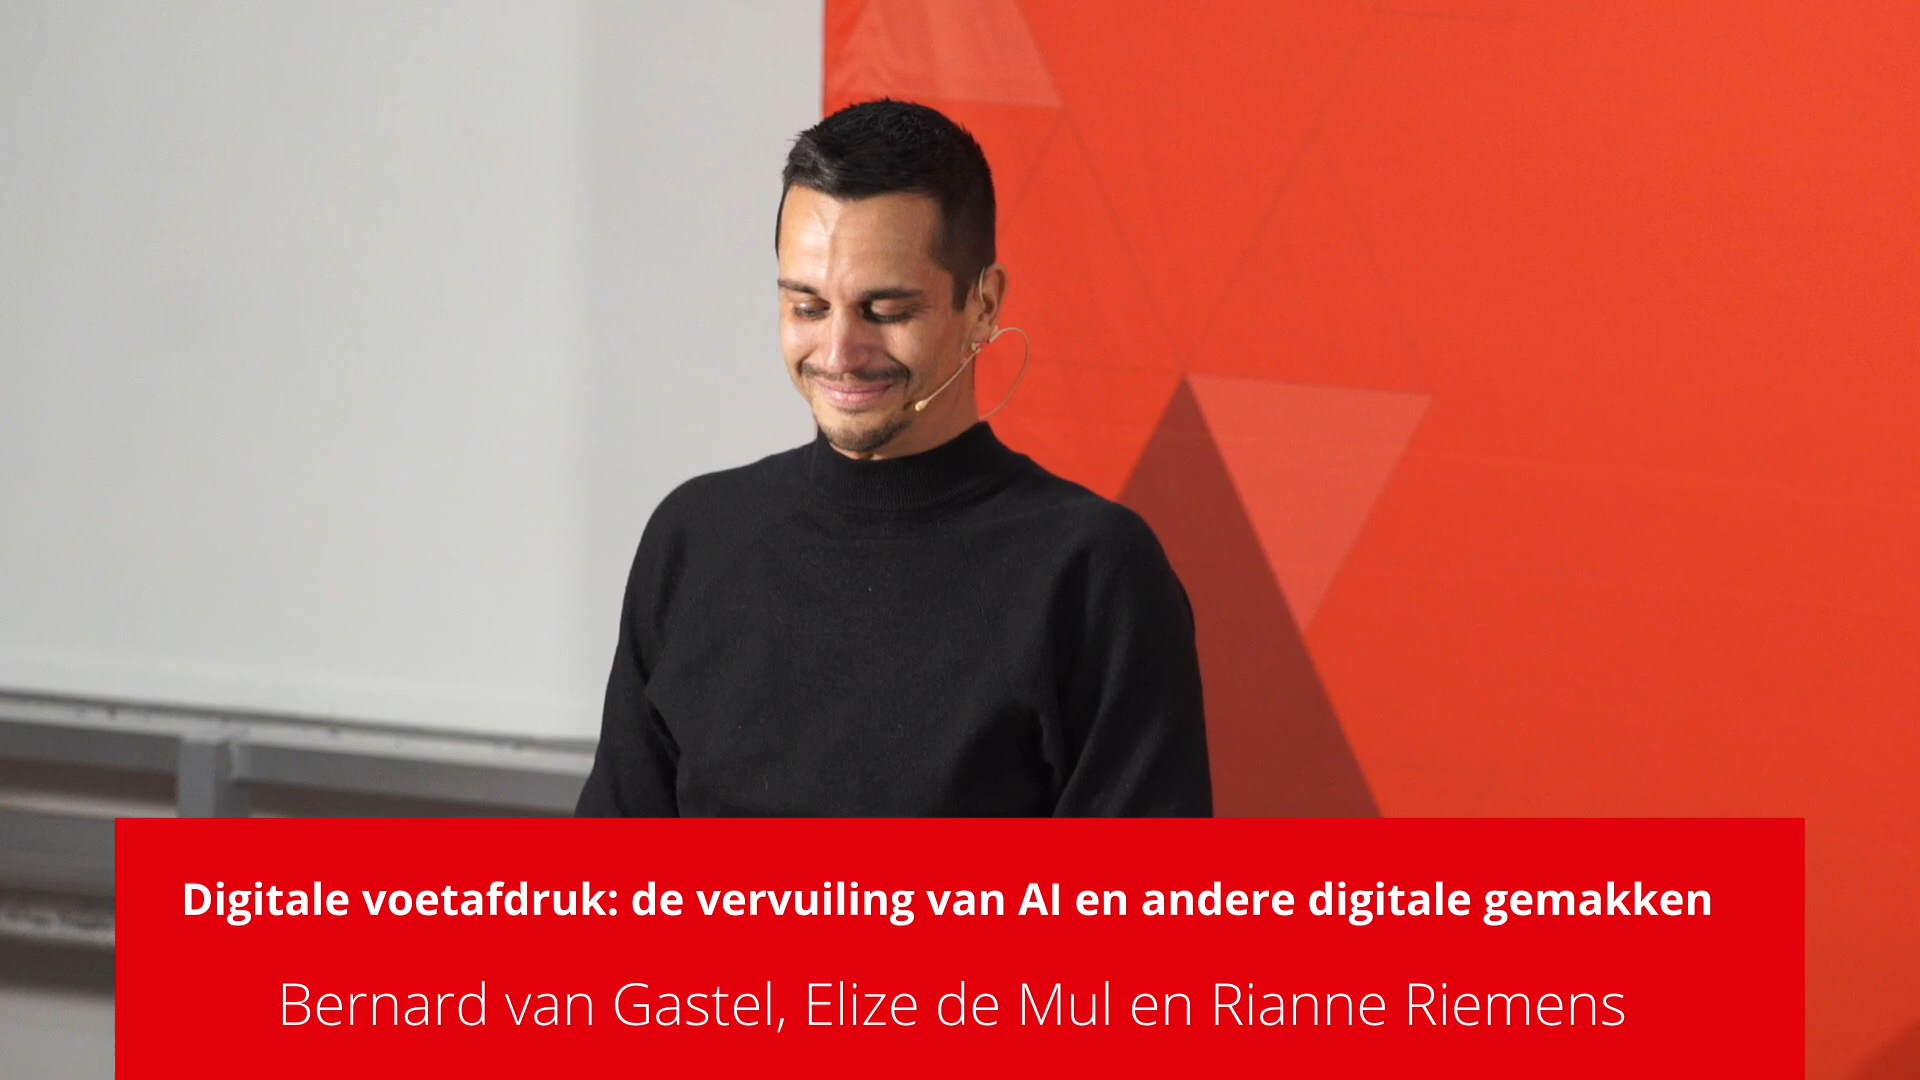 Digitale voetafdruk: de vervuiling van AI en andere digitale gemakken
Bernard van Gastel, Elize de Mul en Rianne Riemens